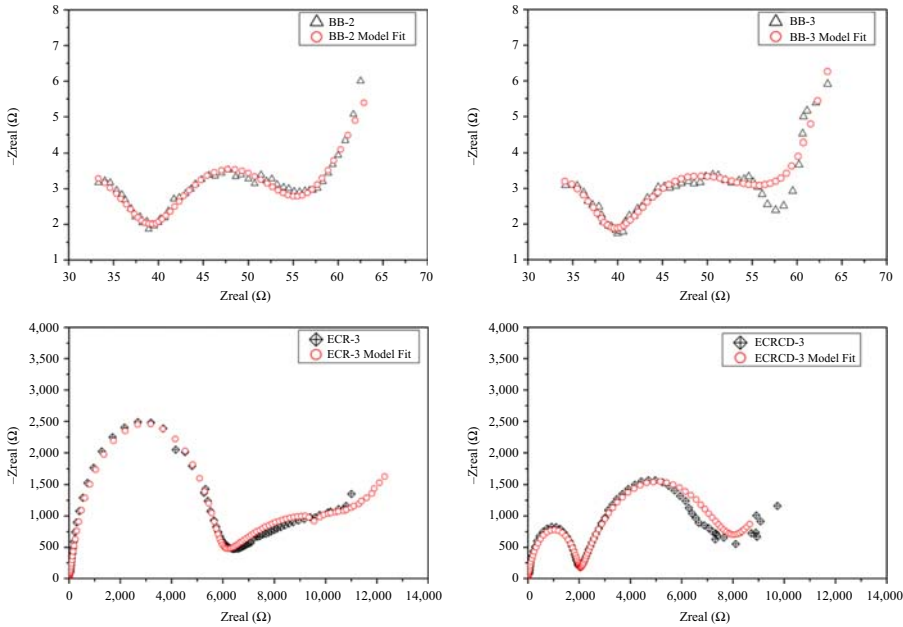 8
7
6
5
4
3
2
1
−Zreal (Ω)
BB-2
BB-2 Model Fit
30 35 40 45 50 55 60 65 70
Zreal (Ω)
8
7
6
5
4
3
2
1
−Zreal (Ω)
BB-3
BB-3 Model Fit
30 35 40 45 50 55 60 65 70
Zreal (Ω)
4,000
3,500
3,000
2,500
2,000
1,500
1,000
500
0
−Zreal (Ω)
ECR-3
ECR-3 Model Fit
0 2,000 4,000 6,000 8,000 10,000 12,000 14,000
Zreal (Ω)
4,000
3,500
3,000
2,500
2,000
1,500
1,000
500
0
−Zreal (Ω)
ECRCD-3
ECRCD-3 Model Fit
0 2,000 4,000 6,000 8,000 10,000 12,000 14,000
Zreal (Ω)